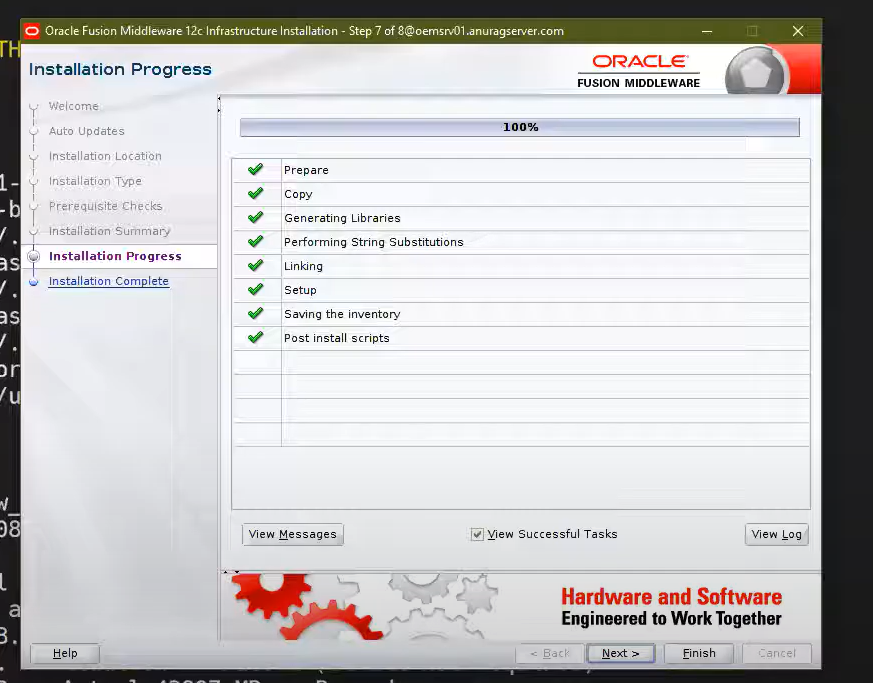 Oracle Fusion Middleware 12c Infrastructure Installation - Step 7 of 8@oemsrv01.anuragserver.com
TH
Installation Progress
ORACLE
FUSION MIDDLEWARE
Welcome
Auto Updates
Installation Location
Installation Type
Prerequisite Checks
Installation Summary
Installation Progress
Installation Complete
100%
Prepare
Copy
Generating Libraries
Performing String Substitutions
Linking
Setup
Saving the inventory
Post install scripts
View Messages
View Successful Tasks
View Log
Hardware and Software
Engineered to Work Together
Help
< Back
Next >
Finish
Cancel